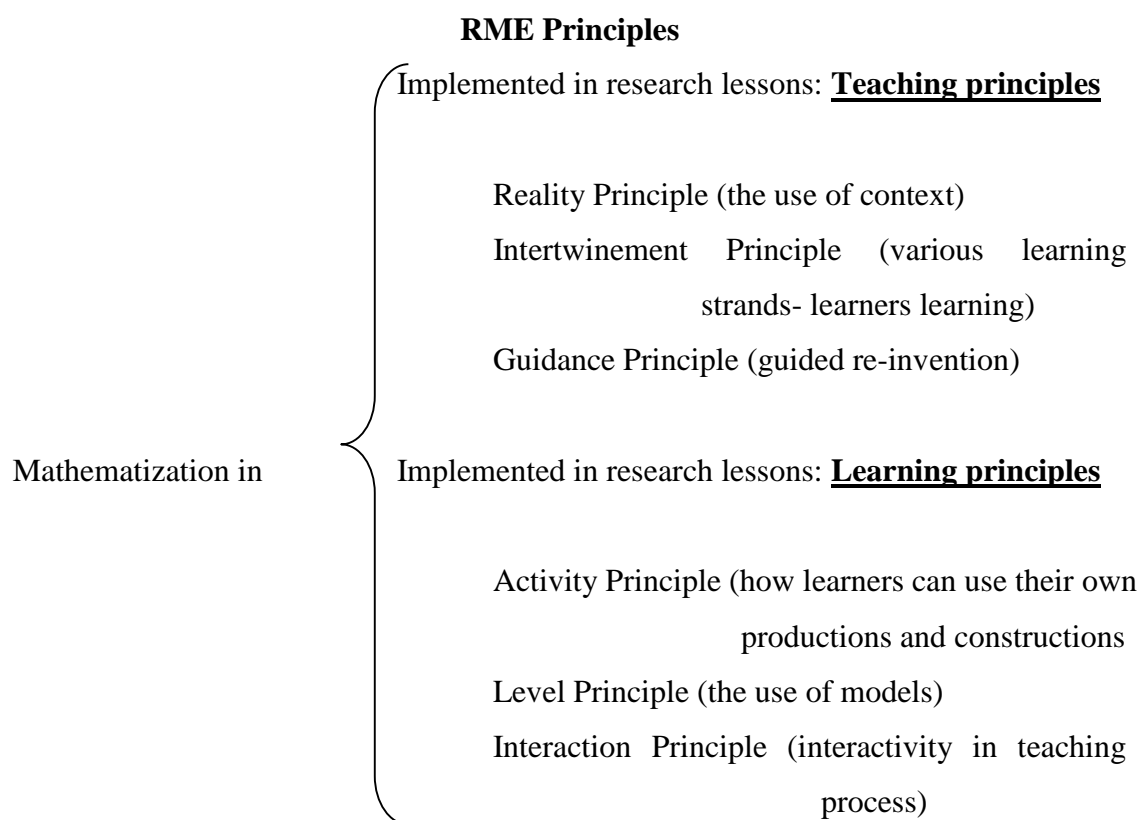 RME Principles
Implemented in research lessons: Teaching principles
Reality Principle (the use of context)
Intertwinement Principle (various learning
strands- learners learning)
Guidance Principle (guided re-invention)
Mathematization in
Implemented in research lessons: Learning principles
Activity Principle (how learners can use their own
productions and constructions
Level Principle (the use of models)
Interaction Principle (interactivity in teaching
process)